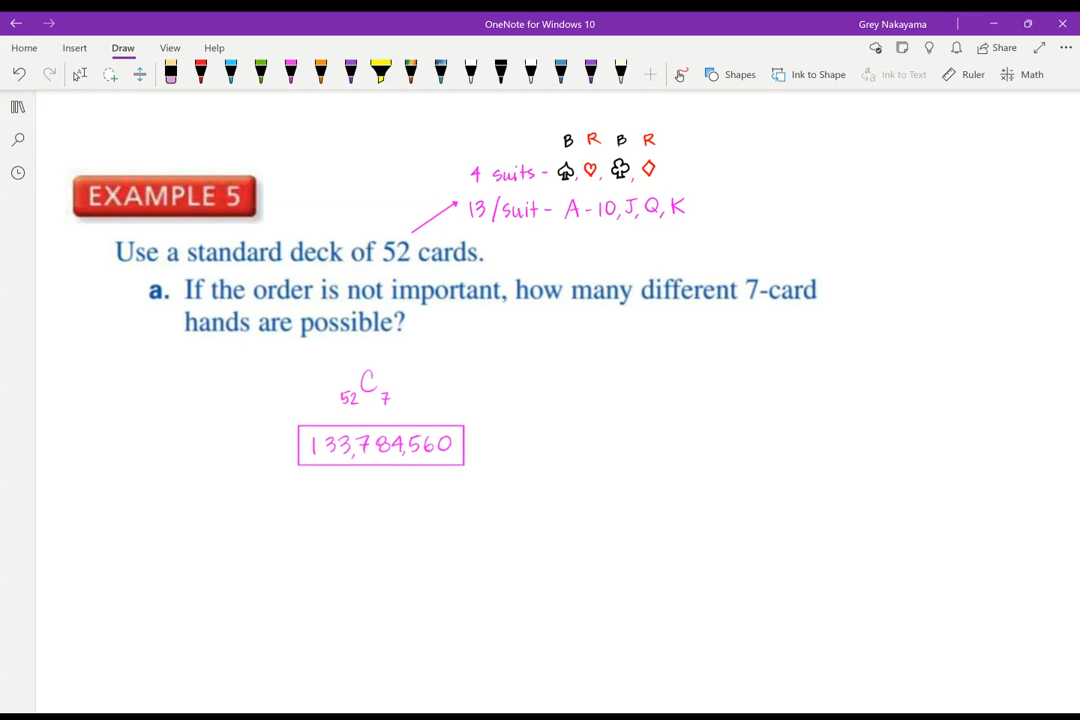 OneNote for Windows 10
Grey Nakayama
Home Insert Draw View Help
Share
Shapes
Ink to Shape
Ink to Text
Ruler
Math
B R B R
4 suits - ♠, ♡, ♣, ♢
13/suit - A-10, J, Q, K
EXAMPLE 5
Use a standard deck of 52 cards.
a. If the order is not important, how many different 7-card
hands are possible?
52C7
133,784,560